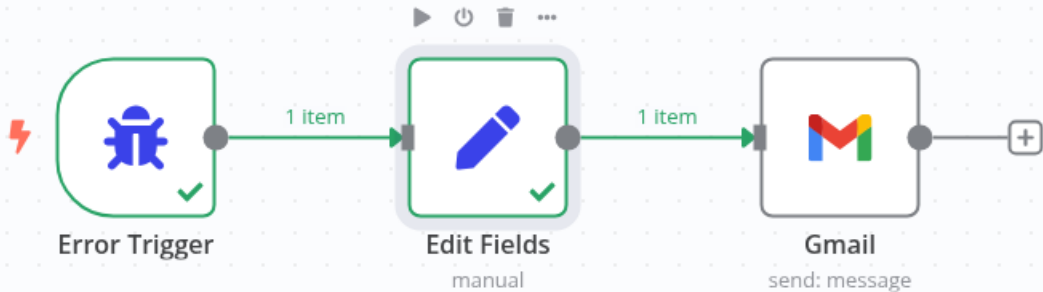 1 item
1 item
Error Trigger
Edit Fields
Gmail
manual
send: message